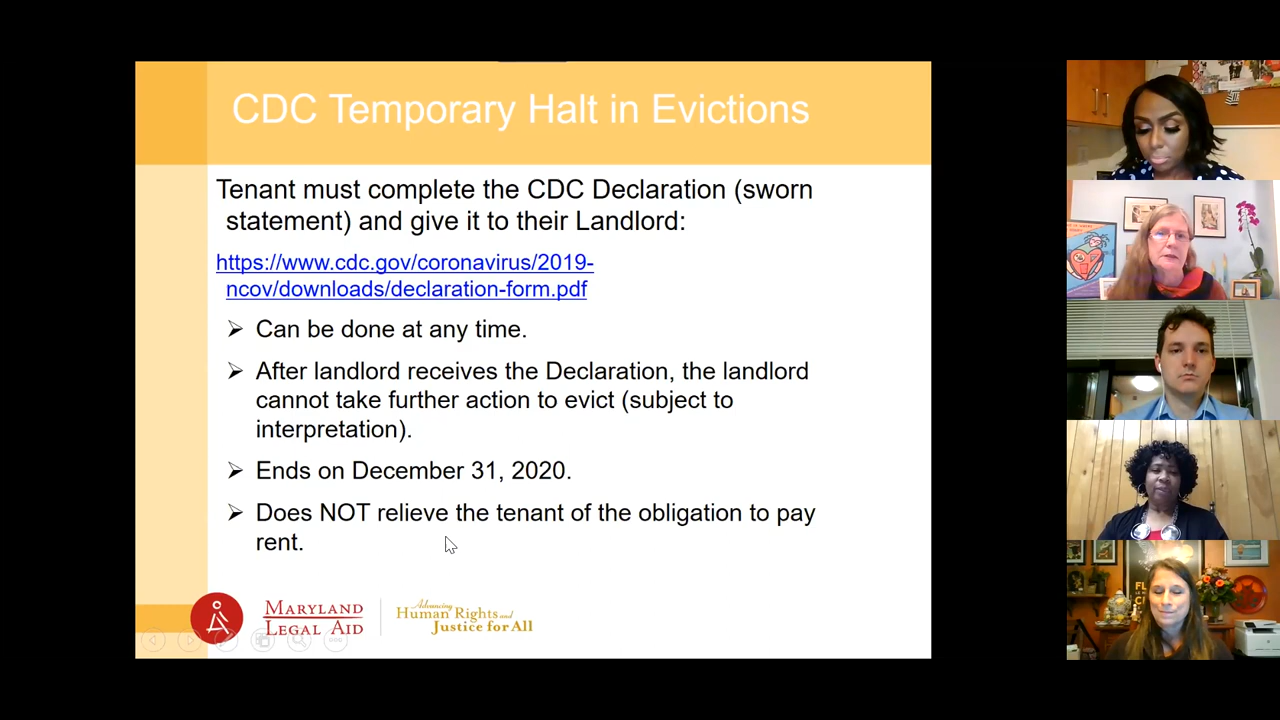 CDC Temporary Halt in Evictions
Tenant must complete the CDC Declaration (sworn
statement) and give it to their Landlord:
https://www.cdc.gov/coronavirus/2019-
ncov/downloads/declaration-form.pdf
Can be done at any time.
After landlord receives the Declaration, the landlord
cannot take further action to evict (subject to
interpretation).
Ends on December 31, 2020.
Does NOT relieve the tenant of the obligation to pay
rent.
MARYLAND
LEGAL AID
Advancing
Human Rights and
Justice for All